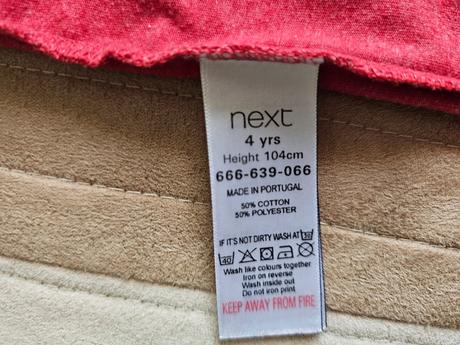 next
4 yrs
Height 104cm
666-639-066
MADE IN PORTUGAL
50% COTTON
50% POLYESTER
IF IT'S NOT DIRTY WASH AT 30
40
Wash like colours together
Iron on reverse
Wash inside out
Do not iron print
KEEP AWAY FROM FIRE